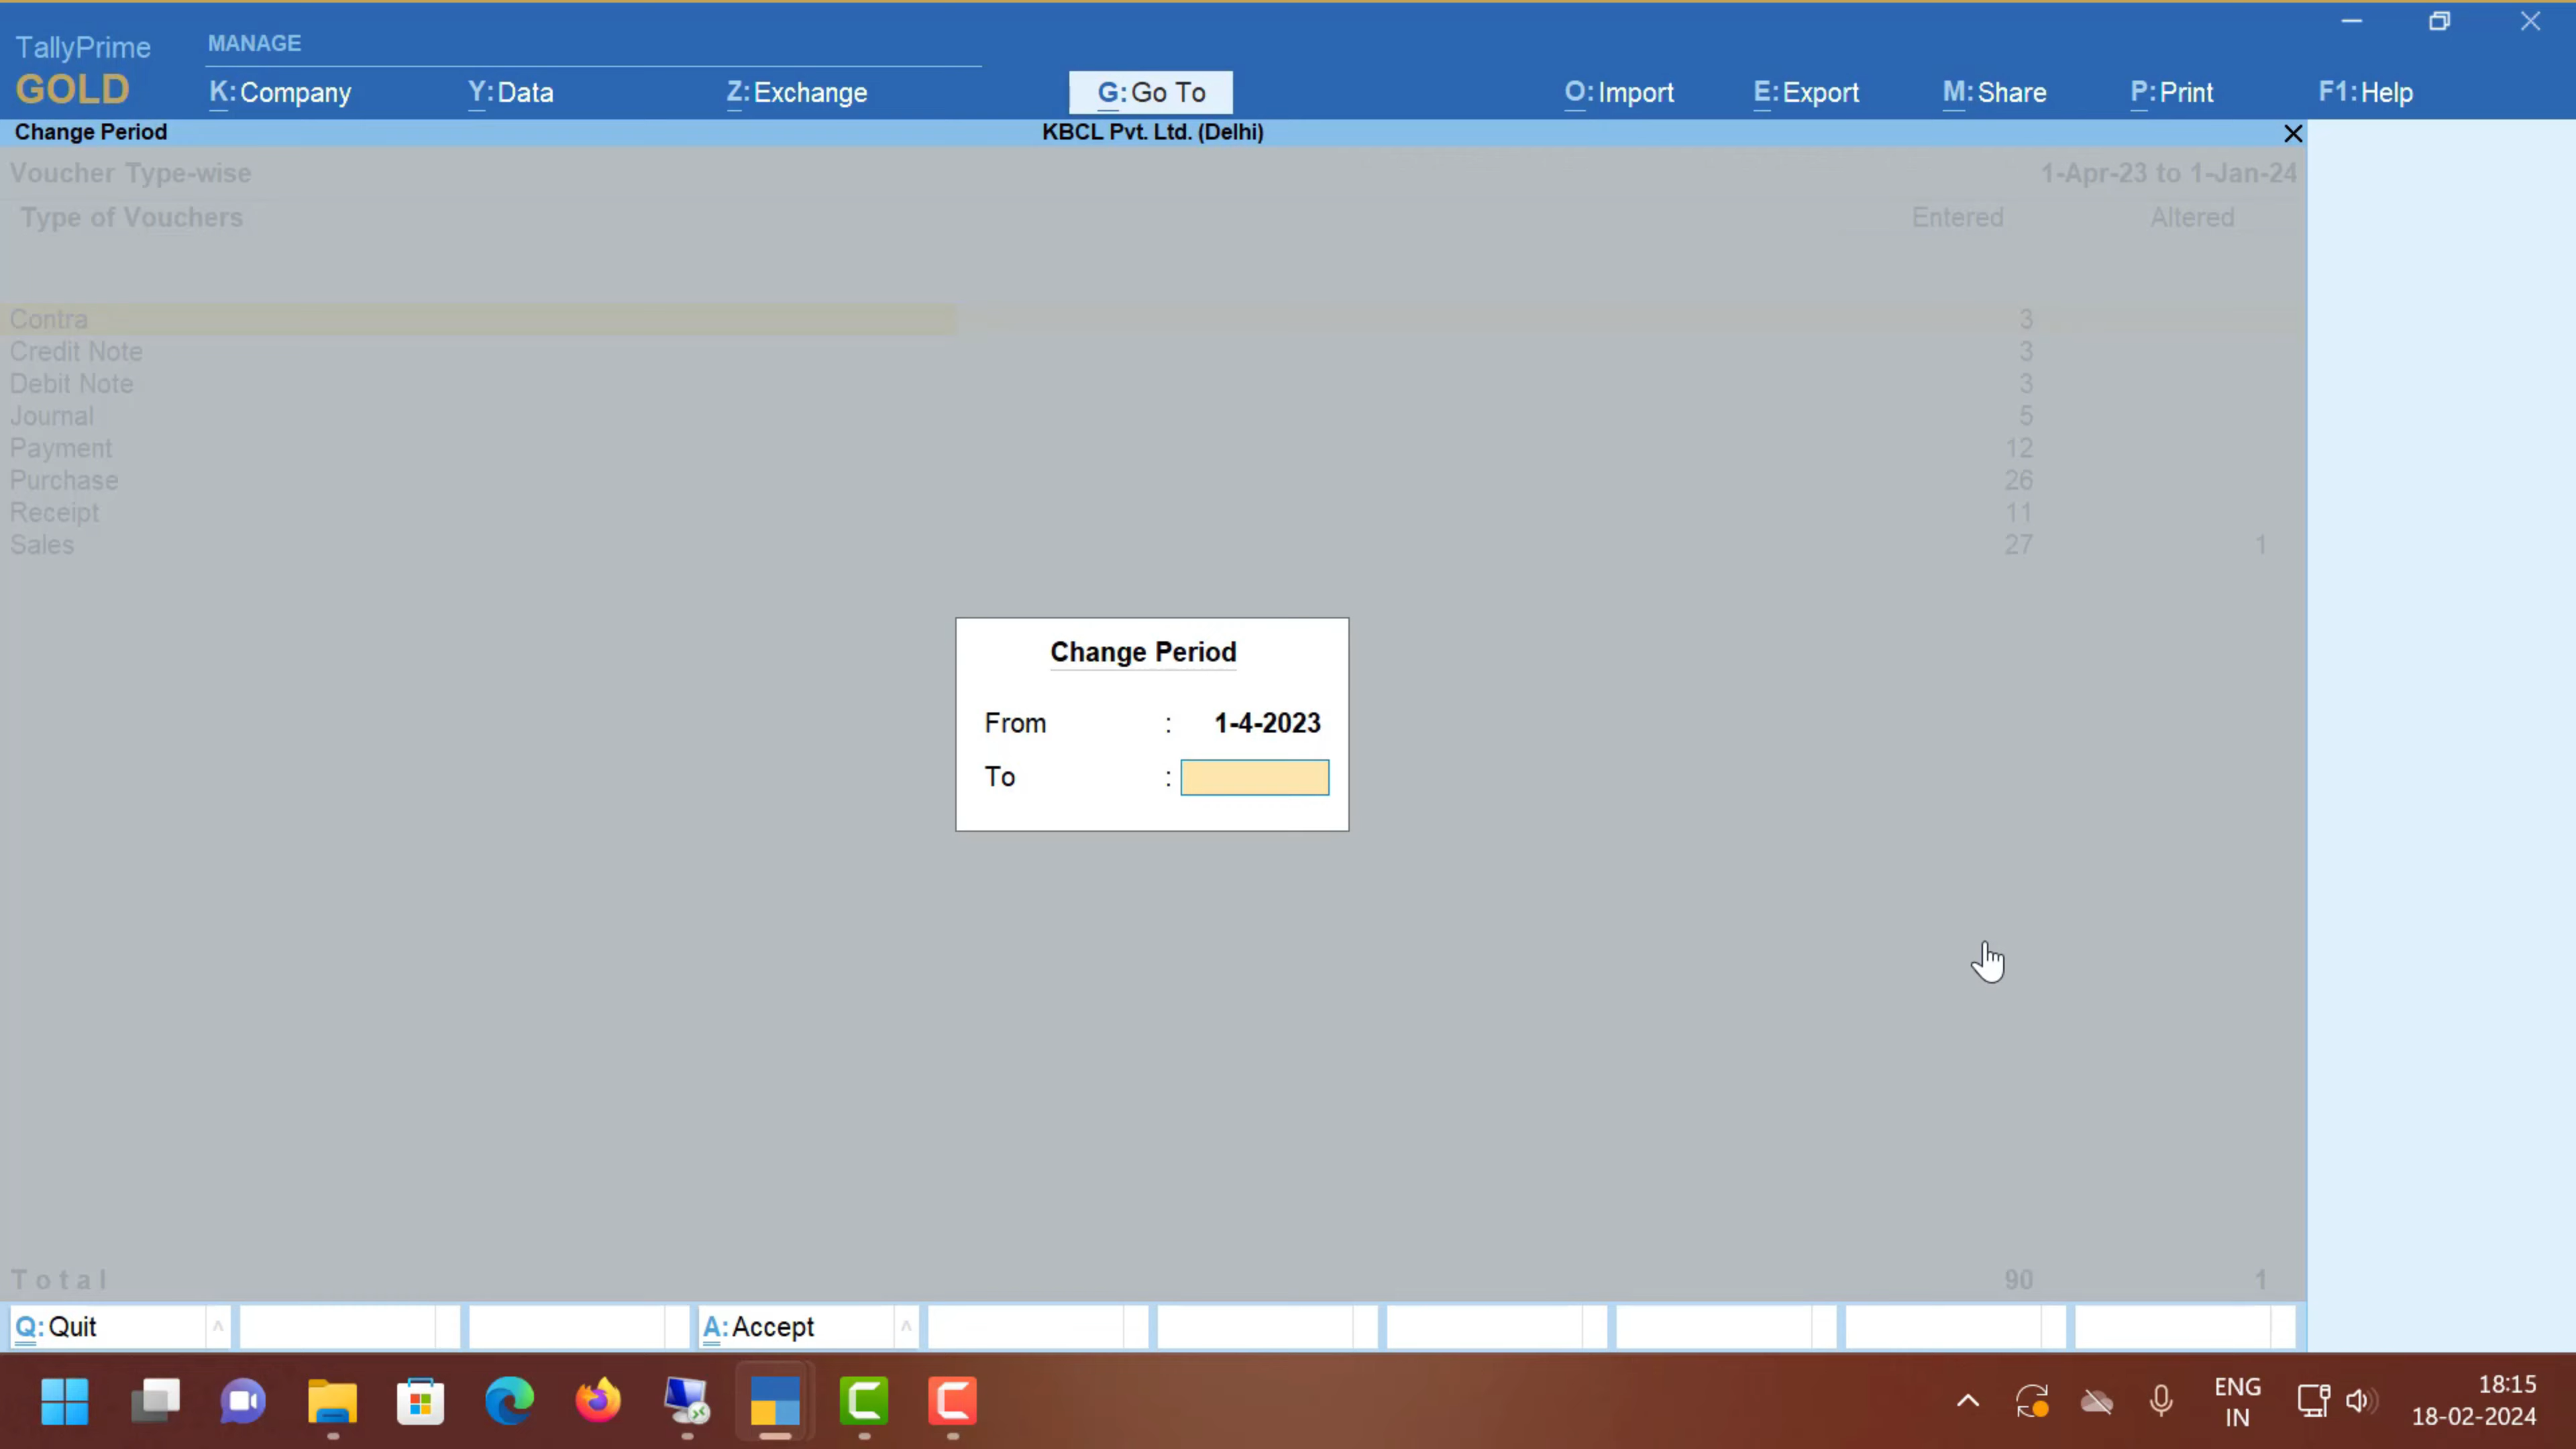 TallyPrime MANAGE
GOLD K:Company Y:Data Z:Exchange G:Go To O:Import E:Export M:Share P:Print F1:Help
Change Period KBCL Pvt. Ltd. (Delhi)
Voucher Type-wise 1-Apr-23 to 1-Jan-24
Type of Vouchers Entered Altered
Contra 3
Credit Note 3
Debit Note 3
Journal 5
Payment 12
Purchase 26
Receipt 11
Sales 27 1
Change Period
From : 1-4-2023
To :
Total 90 1
Q:Quit A:Accept
ENG 18:15
IN 18-02-2024